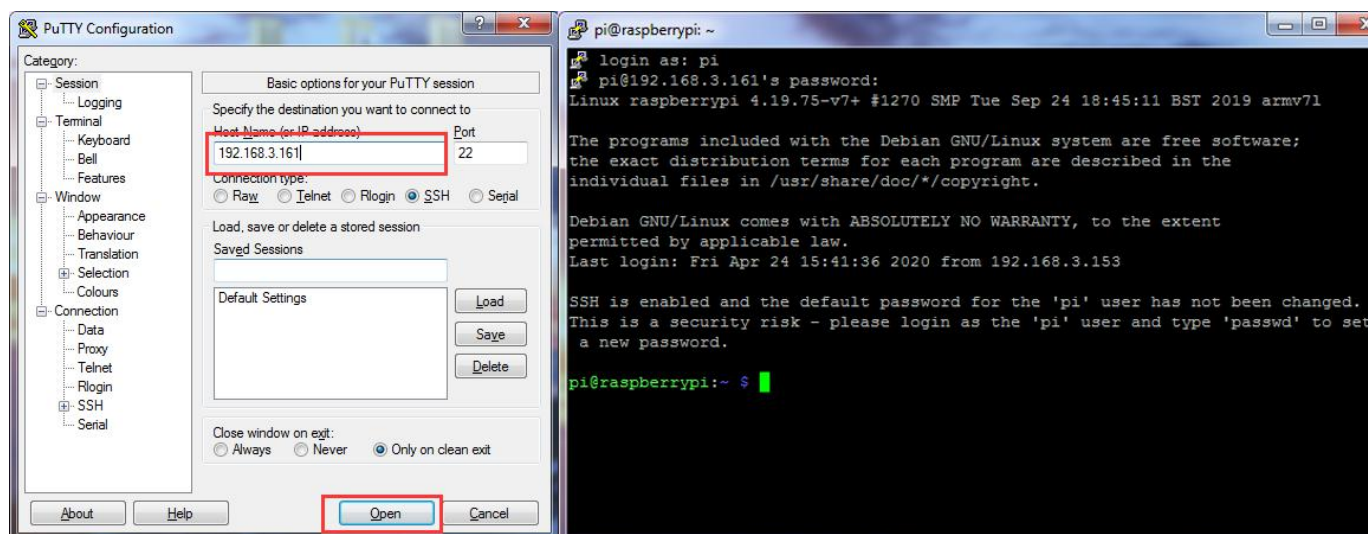 PuTTY Configuration
Category:
Session
Logging
Terminal
Keyboard
Bell
Features
Window
Appearance
Behaviour
Translation
Selection
Colours
Connection
Data
Proxy
Telnet
Rlogin
SSH
Serial
Basic options for your PuTTY session
Specify the destination you want to connect to
Host Name (or IP address) Port
192.168.3.161 22
Connection type:
Raw Telnet Rlogin SSH Serial
Load, save or delete a stored session
Saved Sessions
Default Settings
Load
Save
Delete
Close window on exit:
Always Never Only on clean exit
About Help Open Cancel
pi@raspberrypi: ~
login as: pi
pi@192.168.3.161's password:
Linux raspberrypi 4.19.75-v7+ #1270 SMP Tue Sep 24 18:45:11 BST 2019 armv7l
The programs included with the Debian GNU/Linux system are free software;
the exact distribution terms for each program are described in the
individual files in /usr/share/doc/*/copyright.
Debian GNU/Linux comes with ABSOLUTELY NO WARRANTY, to the extent
permitted by applicable law.
Last login: Fri Apr 24 15:41:36 2020 from 192.168.3.153
SSH is enabled and the default password for the 'pi' user has not been changed.
This is a security risk - please login as the 'pi' user and type 'passwd' to set
a new password.
pi@raspberrypi:~ $